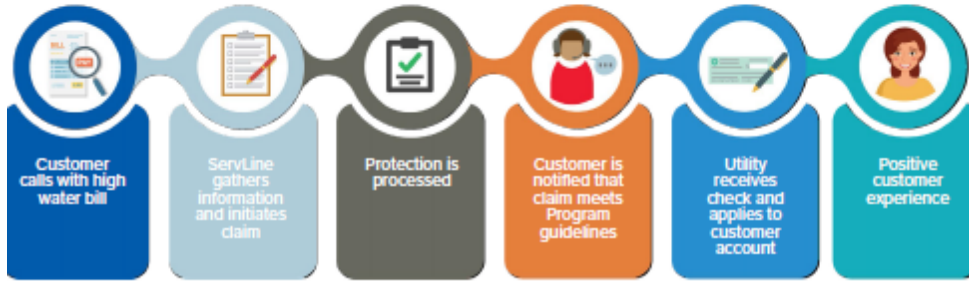 Customer
calls with high
water bill
ServLine
gathers
information
and initiates
claim
Protection is
processed
Customer is
notified that
claim meets
Program
guidelines
Utility
receives
check and
applies to
customer
account
Positive
customer
experience